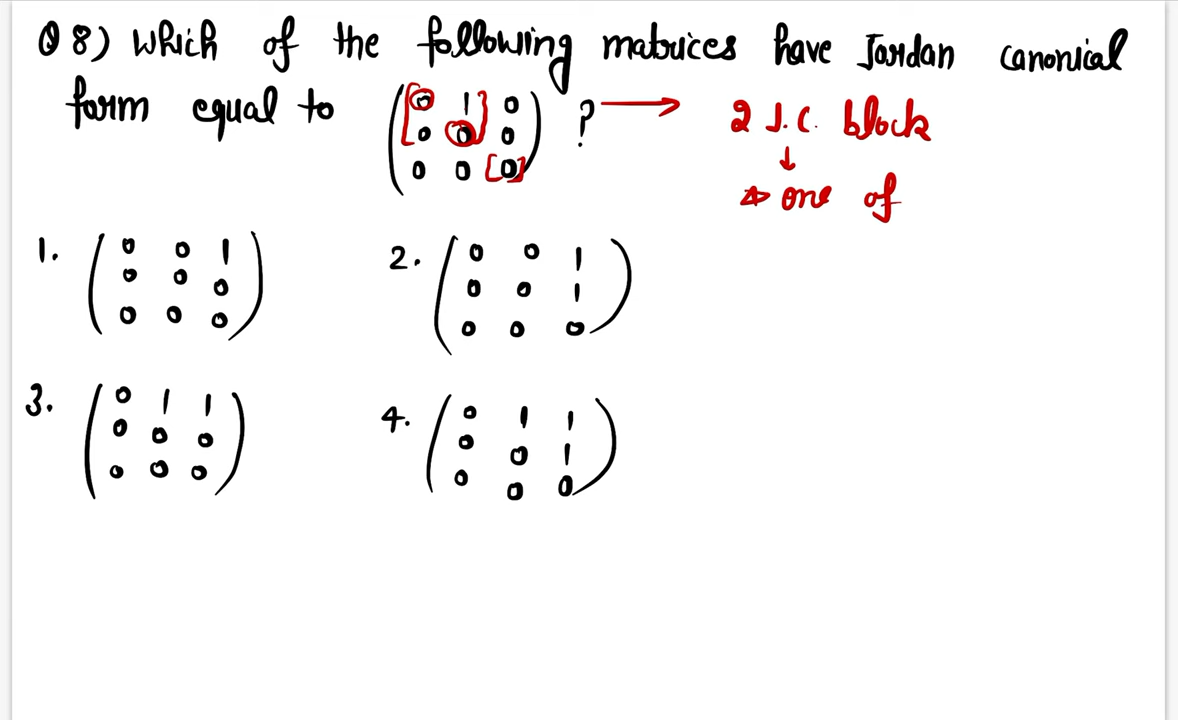 Q 8) Which of the following matrices have Jordan canonical
form equal to ( 0 1 0 ) ? → 2 J.C. block
0 0 0
0 0 [0]
↓
→ one of
1. ( 0 0 1 )
0 0 0
0 0 0
2. ( 0 0 1 )
0 0 1
0 0 0
3. ( 0 1 1 )
0 0 0
0 0 0
4. ( 0 1 1 )
0 0 1
0 0 0